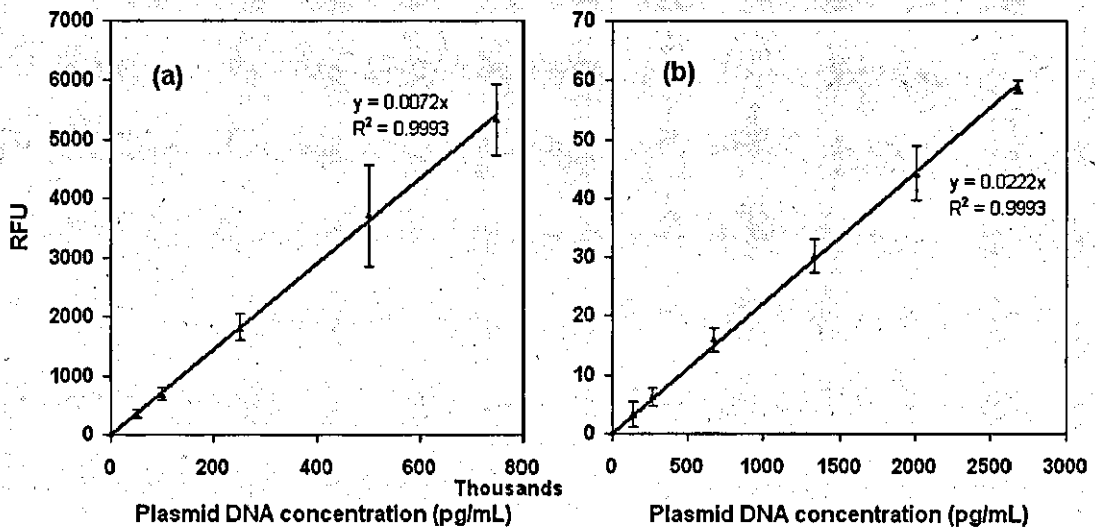 RFU
7000
6000
5000
4000
3000
2000
1000
0
(a)
y = 0.0072x
R² = 0.9993
0 200 400 600 800
Thousands
Plasmid DNA concentration (pg/mL)
70
60
50
40
30
20
10
0
(b)
y = 0.0222x
R² = 0.9993
0 500 1000 1500 2000 2500 3000
Plasmid DNA concentration (pg/mL)